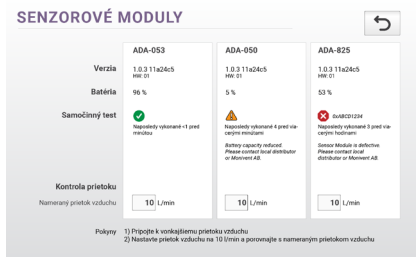 SENZOROVÉ MODULY
ADA-053 ADA-050 ADA-825
Verzia 1.0.3 11a24c5 1.0.3 11a24c5 1.0.3 11a24c5
HW: 01 HW: 01 HW: 01
Batéria 96 % 5 % 53 %
Samočinný test 0xABCD1234
Naposledy vykonané <1 pred Naposledy vykonané 4 pred via- Naposledy vykonané 3 pred via-
minútou cerými minútami cerými hodinami
Battery capacity reduced. Sensor Module is defective.
Please contact local distributor Please contact local
or Monivent AB. distributor or Monivent AB.
Kontrola prietoku
Nameraný prietok vzduchu 10 L/min 10 L/min 10 L/min
Pokyny 1) Pripojte k vonkajšiemu prietoku vzduchu
2) Nastavte prietok vzduchu na 10 l/min a porovnajte s nameraným prietokom vzduchu